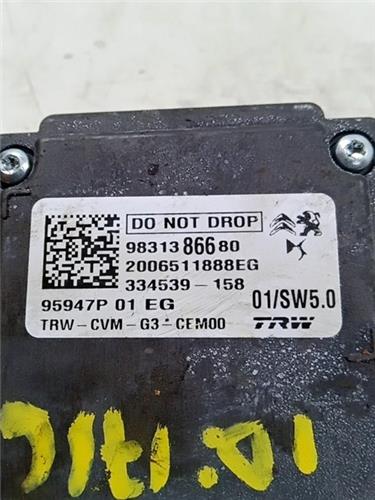 DO NOT DROP
98313 866 80
2006511888EG
334539-158
95947P 01 EG
01/SW5.0
TRW-CVM-G3-CEM00
TRW